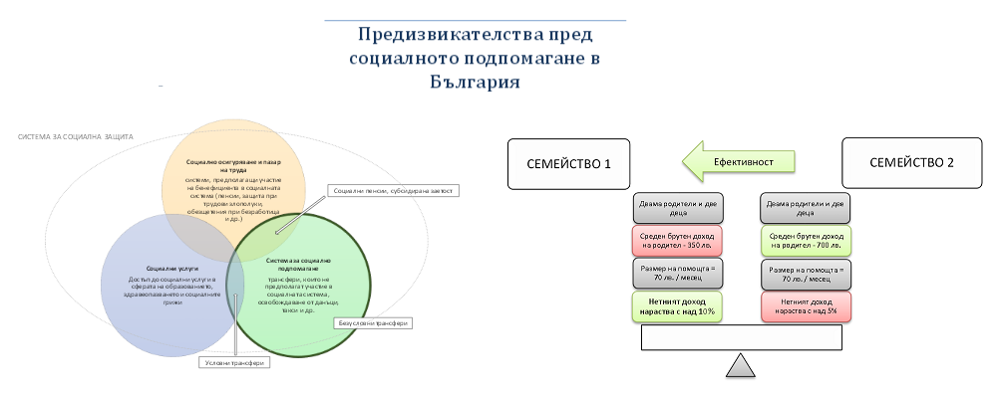 Предизвикателства пред
социалното подпомагане в
България
СИСТЕМА ЗА СОЦИАЛНА ЗАЩИТА
Социално осигуряване и пазар
на труда
системи, предполагащи участие
на бенефициента в социалната
система (пенсии, защита при
трудови злополуки,
обещетения при безработица
и др.)
Социални пенсии, субсидирана заетост
Социални услуги
Достъп до социални услуги в
сферата на образованието,
здравеопазването и социалните
грижи
Система за социално
подпомагане
трансфери, които не
предполагат участие в
социалната система,
освобождаване от данъци,
такси и др.
Безусловни трансфери
Условни трансфери
СЕМЕЙСТВО 1
Ефективност
СЕМЕЙСТВО 2
Двама родители и две
деца
Среден брутен доход
на родител - 350 лв.
Размер на помощта =
70 лв. / месец
Нетният доход
нараства с над 10%
Двама родители и две
деца
Среден брутен доход
на родител - 700 лв.
Размер на помощта =
70 лв. / месец
Нетният доход
нараства с над 5%